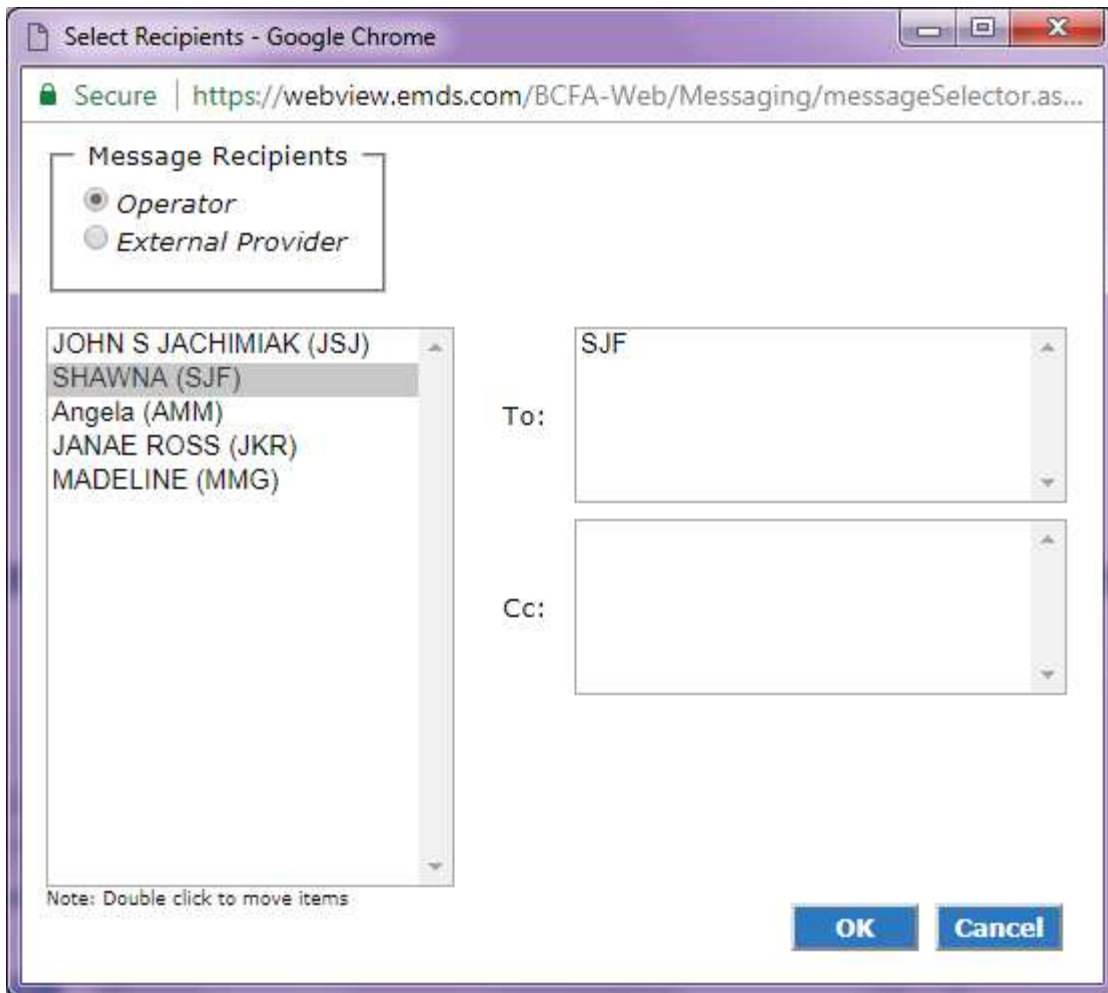 Select Recipients - Google Chrome
Secure | https://webview.emds.com/BCFA-Web/Messaging/messageSelector.as...
Message Recipients
Operator
External Provider
JOHN S JACHIMIAK (JSJ)
SHAWNA (SJF)
Angela (AMM)
JANAE ROSS (JKR)
MADELINE (MMG)
To:
SJF
Cc:
Note: Double click to move items
OK
Cancel